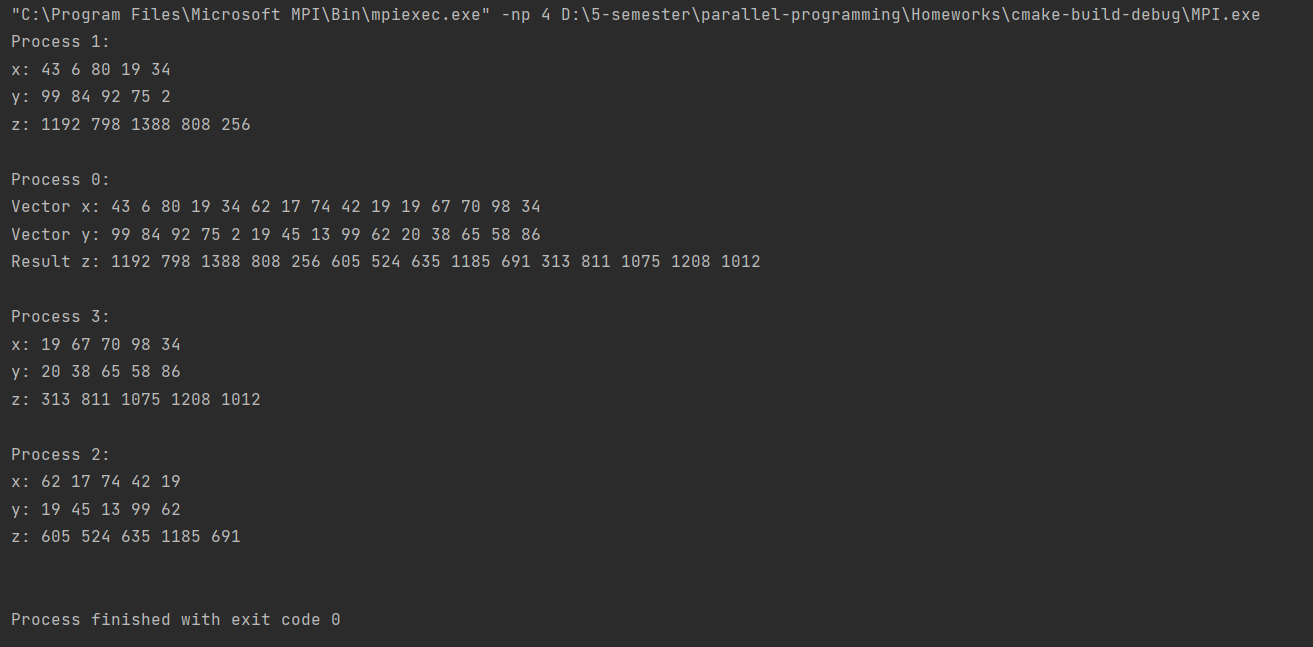 "C:\Program Files\Microsoft MPI\Bin\mpiexec.exe" -np 4 D:\5-semester\parallel-programming\Homeworks\cmake-build-debug\MPI.exe
Process 1:
x: 43 6 80 19 34
y: 99 84 92 75 2
z: 1192 798 1388 808 256
Process 0:
Vector x: 43 6 80 19 34 62 17 74 42 19 19 67 70 98 34
Vector y: 99 84 92 75 2 19 45 13 99 62 20 38 65 58 86
Result z: 1192 798 1388 808 256 605 524 635 1185 691 313 811 1075 1208 1012
Process 3:
x: 19 67 70 98 34
y: 20 38 65 58 86
z: 313 811 1075 1208 1012
Process 2:
x: 62 17 74 42 19
y: 19 45 13 99 62
z: 605 524 635 1185 691
Process finished with exit code 0